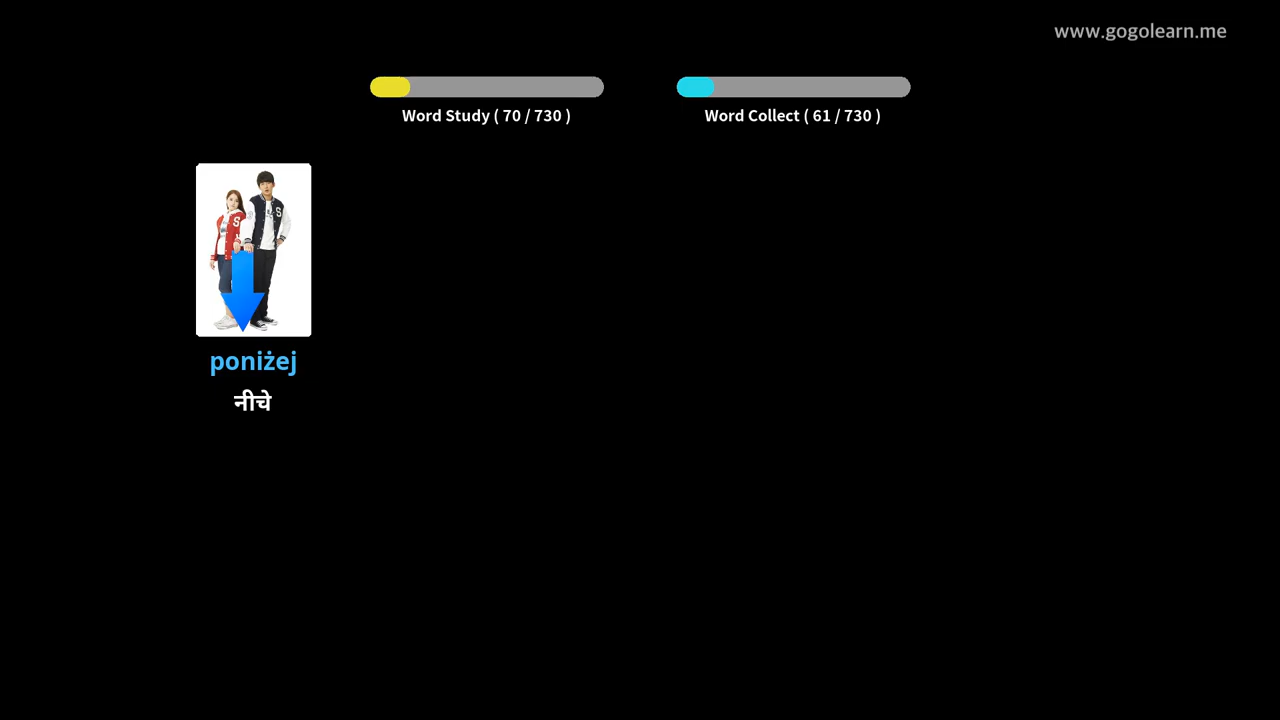 www.gogolearn.me
Word Study ( 70 / 730 )
Word Collect ( 61 / 730 )
S
S
poniżej
नीचे